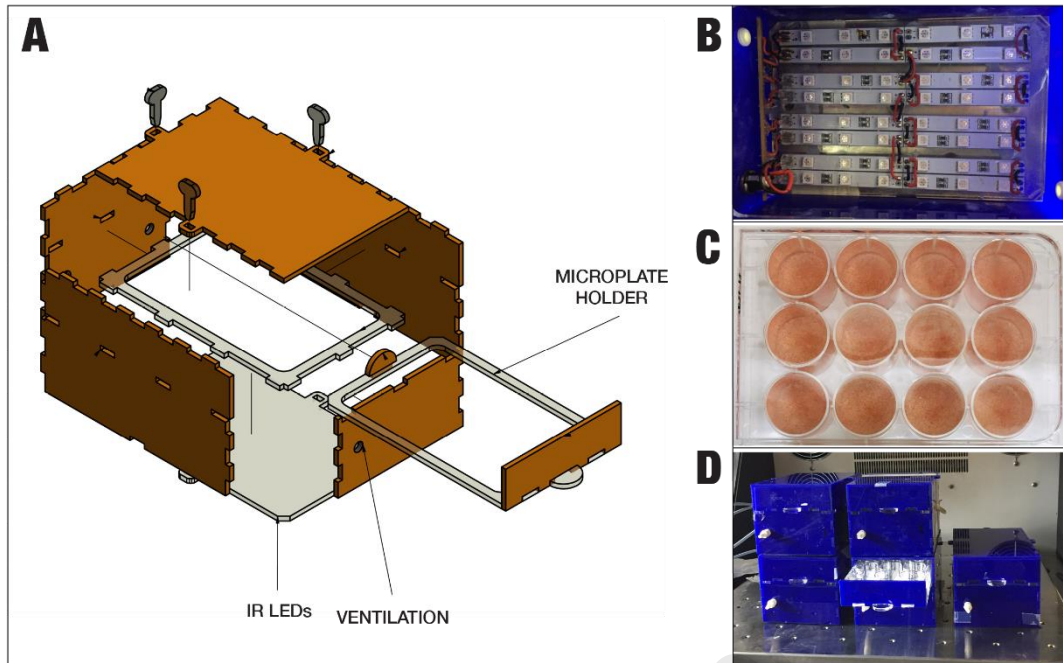 A
MICROPLATE
HOLDER
IR LEDs
VENTILATION
B
C
D